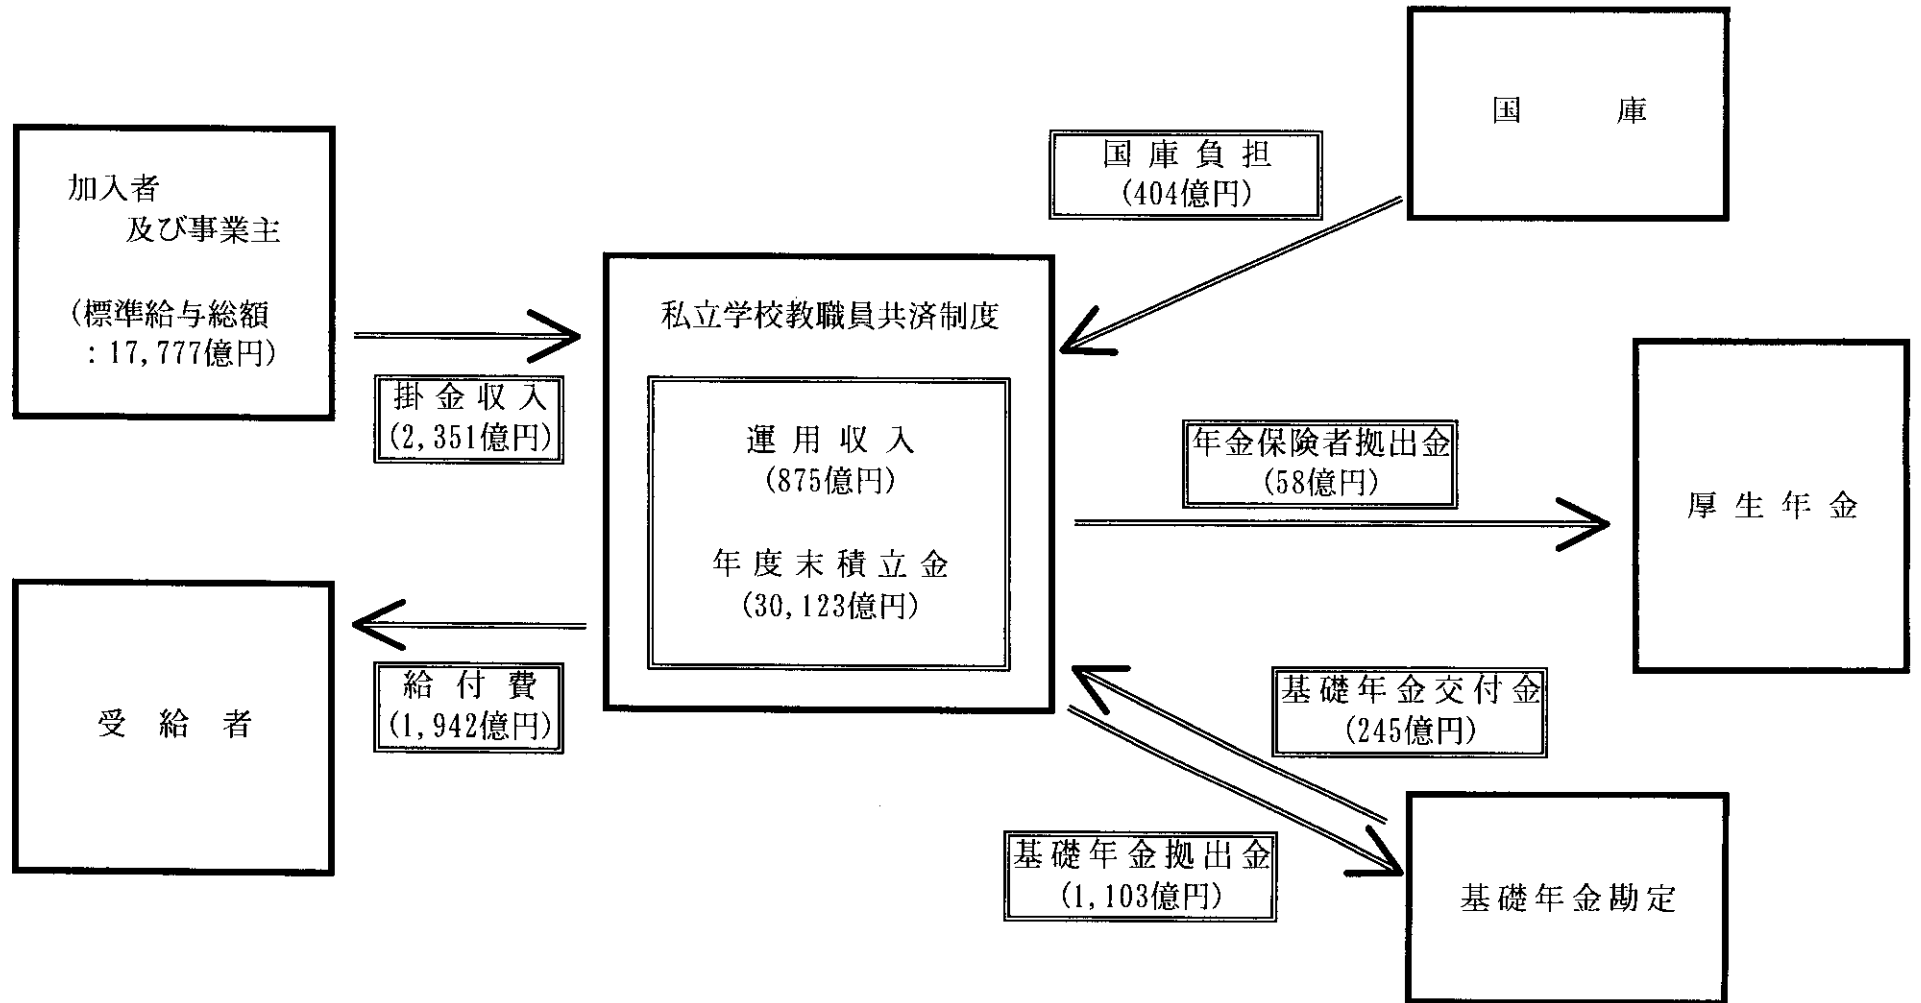 国 庫
国庫負担
(404億円)
加入者
及び事業主
(標準給与総額
:17,777億円)
掛金収入
(2,351億円)
私立学校教職員共済制度
運用収入
(875億円)
年度末積立金
(30,123億円)
年金保険者拠出金
(58億円)
厚生年金
受給者
給付費
(1,942億円)
基礎年金交付金
(245億円)
基礎年金拠出金
(1,103億円)
基礎年金勘定